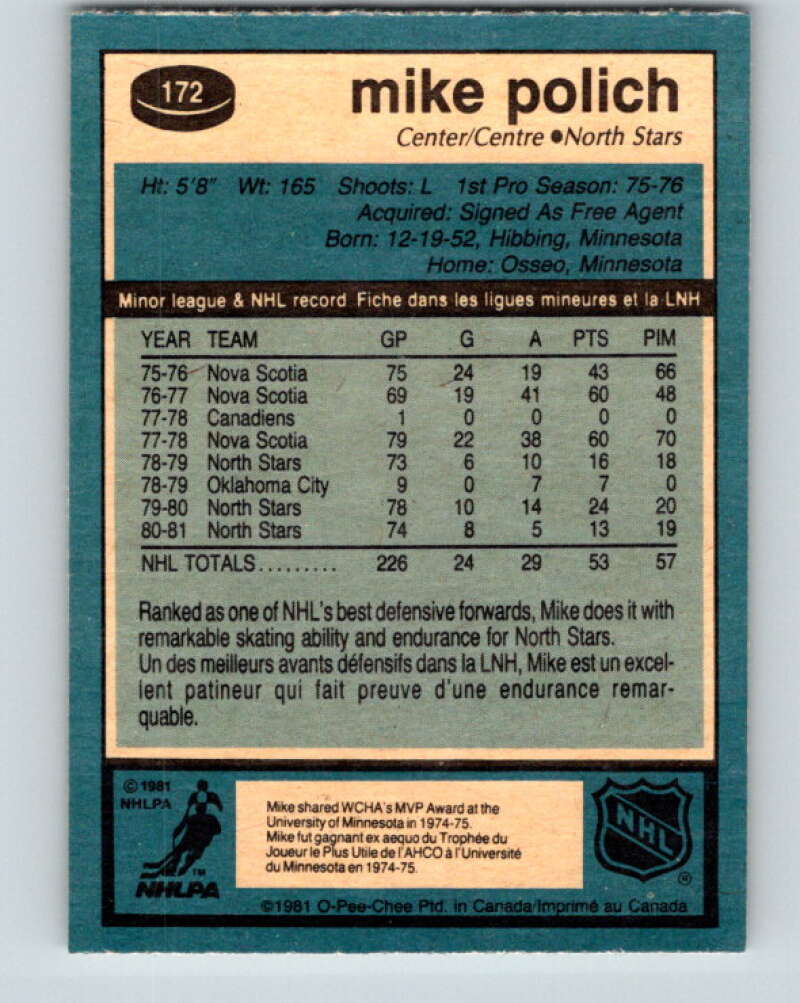 172
mike polich
Center/Centre ●North Stars
Ht: 5'8" Wt: 165 Shoots: L 1st Pro Season: 75-76
Acquired: Signed As Free Agent
Born: 12-19-52, Hibbing, Minnesota
Home: Osseo, Minnesota
Minor league & NHL record Fiche dans les ligues mineures et la LNH
YEAR TEAM GP G A PTS PIM
75-76 Nova Scotia 75 24 19 43 66
76-77 Nova Scotia 69 19 41 60 48
77-78 Canadiens 1 0 0 0 0
77-78 Nova Scotia 79 22 38 60 70
78-79 North Stars 73 6 10 16 18
78-79 Oklahoma City 9 0 7 7 0
79-80 North Stars 78 10 14 24 20
80-81 North Stars 74 8 5 13 19
NHL TOTALS......... 226 24 29 53 57
Ranked as one of NHL's best defensive forwards, Mike does it with
remarkable skating ability and endurance for North Stars.
Un des meilleurs avants défensifs dans la LNH, Mike est un excel-
lent patineur qui fait preuve d'une endurance remar-
quable.
© 1981
NHLPA
TM
NHLPA
Mike shared WCHA's MVP Award at the
University of Minnesota in 1974-75.
Mike fut gagnant ex aequo du Trophée du
Joueur le Plus Utile de l'AHCO à l'Université
du Minnesota en 1974-75.
NHL
®
©1981 O-Pee-Chee Ptd. in Canada/Imprimé au Canada